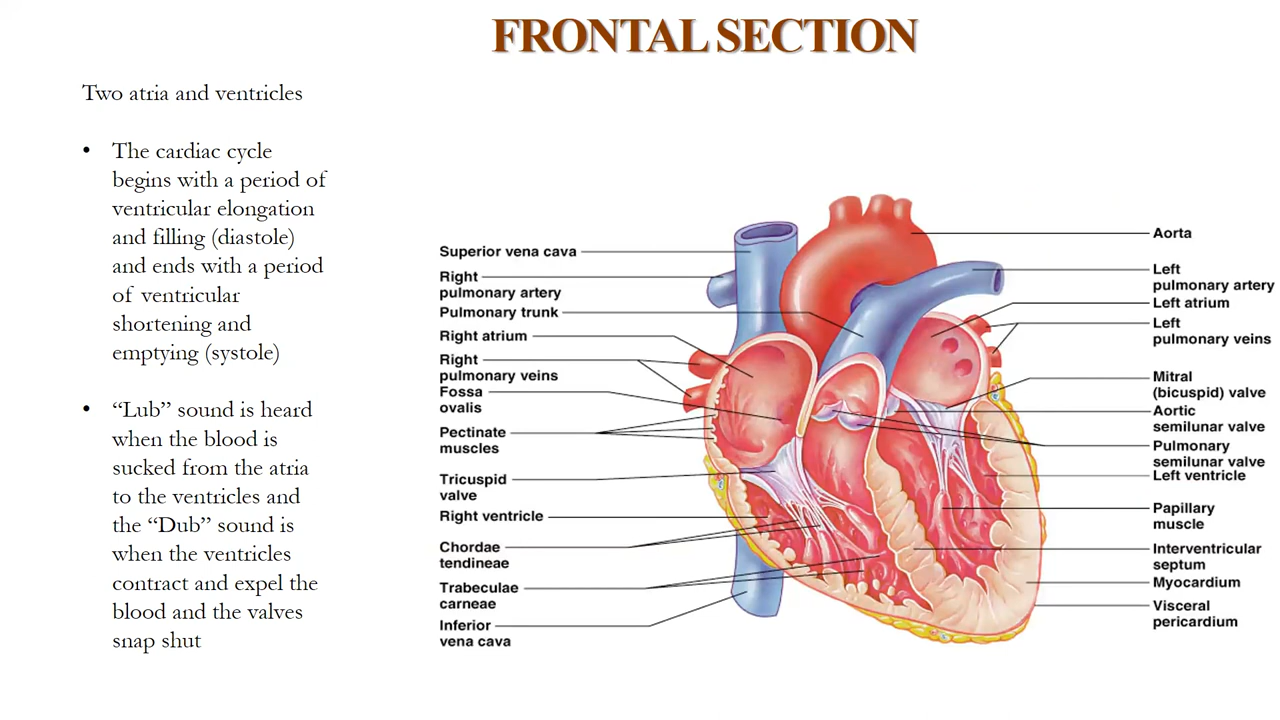 FRONTAL SECTION
Two atria and ventricles
• The cardiac cycle
begins with a period of
ventricular elongation
and filling (diastole)
and ends with a period
of ventricular
shortening and
emptying (systole)
• “Lub” sound is heard
when the blood is
sucked from the atria
to the ventricles and
the “Dub” sound is
when the ventricles
contract and expel the
blood and the valves
snap shut
Superior vena cava
Right
pulmonary artery
Pulmonary trunk
Right atrium
Right
pulmonary veins
Fossa
ovalis
Pectinate
muscles
Tricuspid
valve
Right ventricle
Chordae
tendineae
Trabeculae
carneae
Inferior
vena cava
Aorta
Left
pulmonary artery
Left atrium
Left
pulmonary veins
Mitral
(bicuspid) valve
Aortic
semilunar valve
Pulmonary
semilunar valve
Left ventricle
Papillary
muscle
Interventricular
septum
Myocardium
Visceral
pericardium